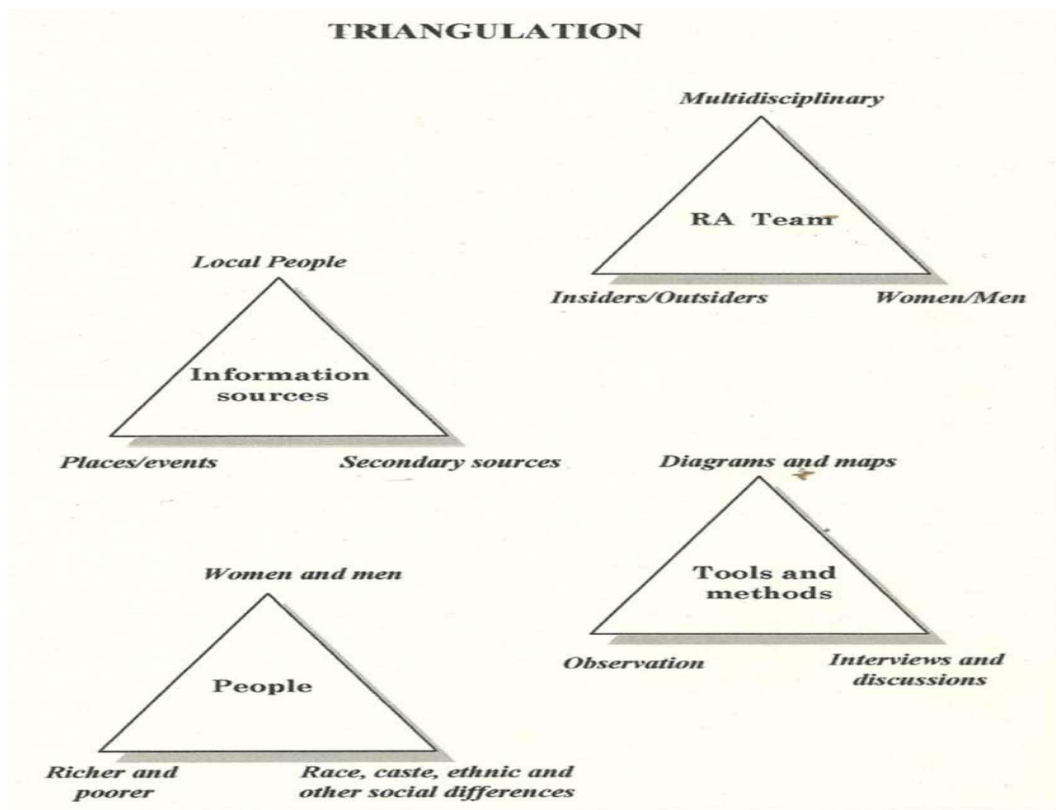 TRIANGULATION
Multidisciplinary
RA Team
Insiders/Outsiders
Women/Men
Local People
Information
sources
Places/events
Secondary sources
Diagrams and maps
Tools and
methods
Observation
Interviews and
discussions
Women and men
People
Richer and
poorer
Race, caste, ethnic and
other social differences